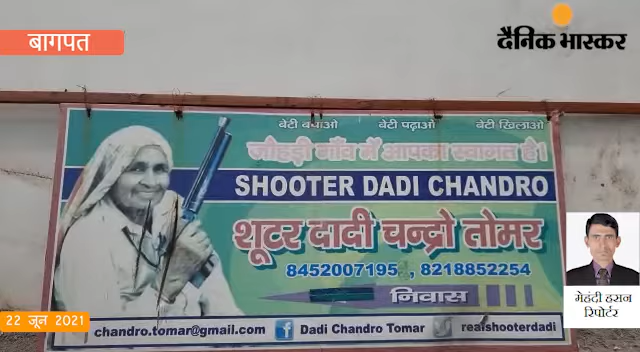 बागपत
दैनिक भास्कर
बेटी बचाओ बेटी पढ़ाओ बेटी खिलाओ
जौहड़ी गाँव में आपका स्वागत है।
SHOOTER DADI CHANDRO
शूटर दादी चन्द्रो तोमर
8452007195 , 8218852254
निवास
chandro.tomar@gmail.com Dadi Chandro Tomar realshooterdadi
मेहंदी हसन
रिपोर्टर
22 जून 2021